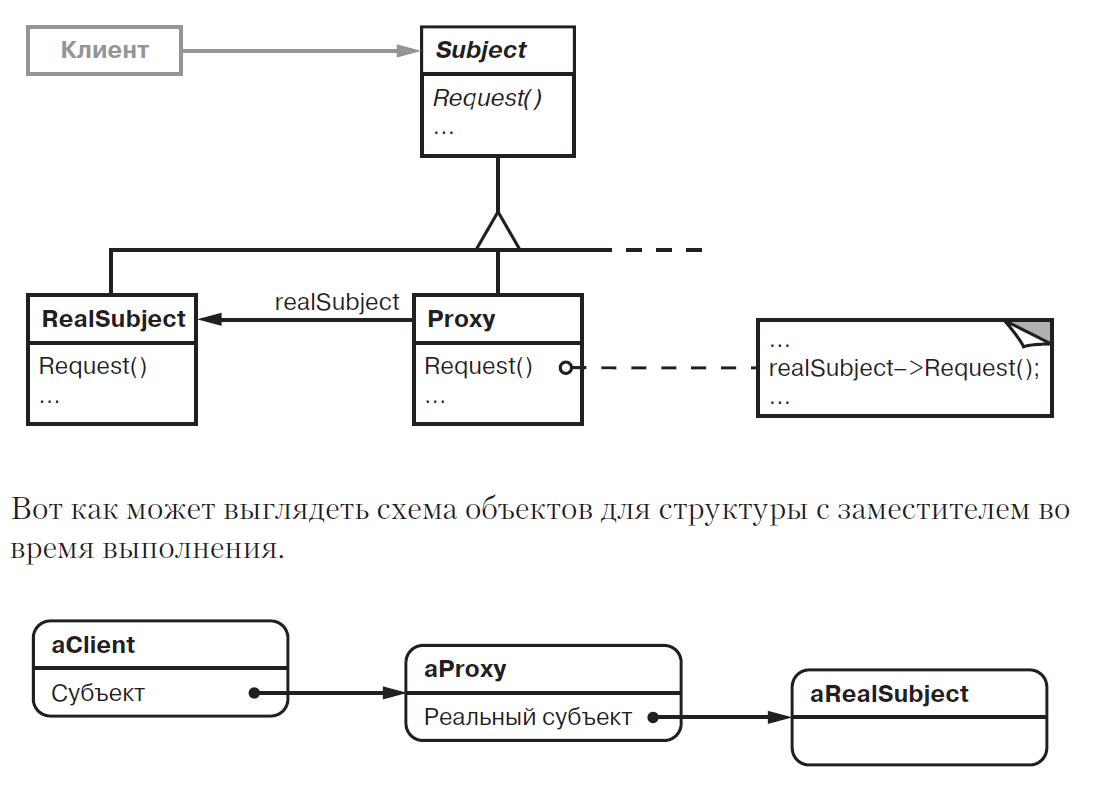 Клиент
Subject
Request()
...
realSubject
RealSubject
Request()
...
Proxy
Request()
...
...
realSubject–>Request();
...
Вот как может выглядеть схема объектов для структуры с заместителем во
время выполнения.
aClient
Субъект
aProxy
Реальный субъект
aRealSubject